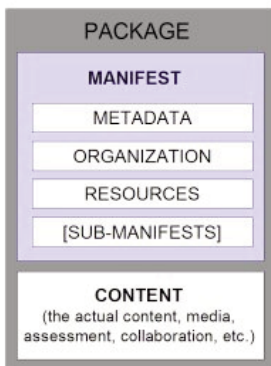 PACKAGE
MANIFEST
METADATA
ORGANIZATION
RESOURCES
[SUB-MANIFESTS]
CONTENT
(the actual content, media,
assessment, collaboration, etc.)